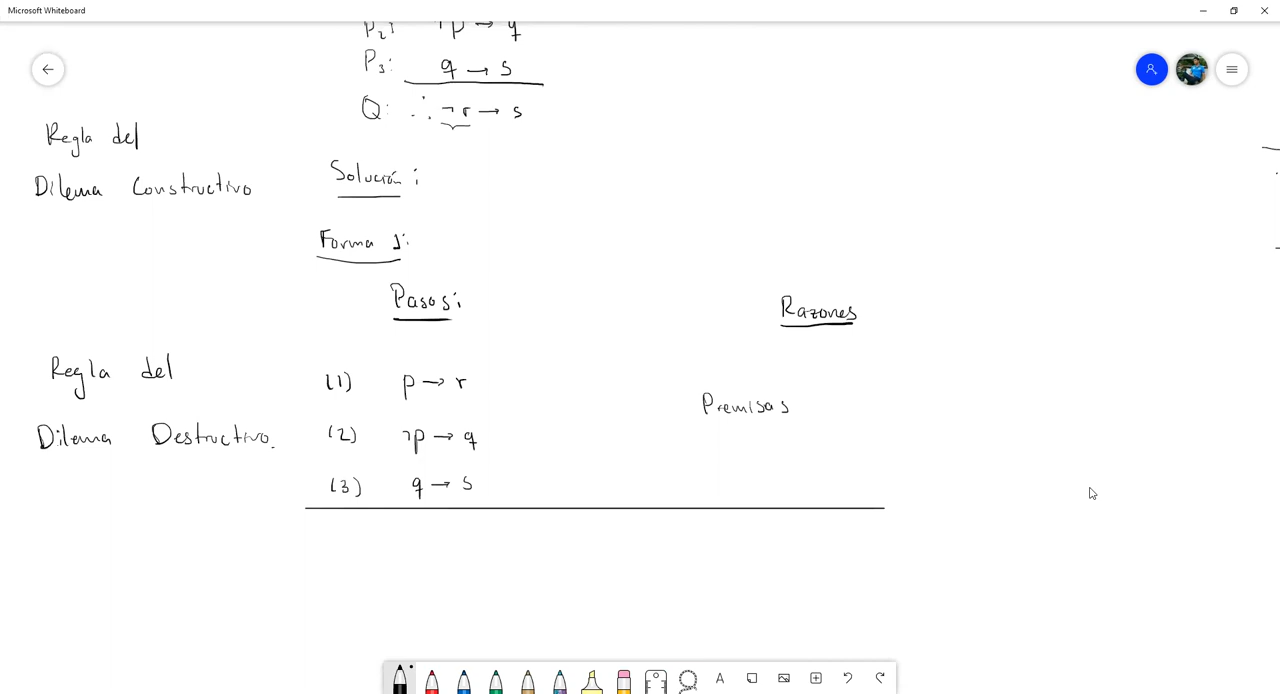 Microsoft Whiteboard
P₂: ¬p → q
P₃: q → s
Q: ∴ ¬r → s
Regla del
Dilema Constructivo
Solución:
Forma 1:
Pasos:
Razones
Regla del
Dilema Destructivo.
(1) p → r
Premisas
(2) ¬p → q
(3) q → s
A